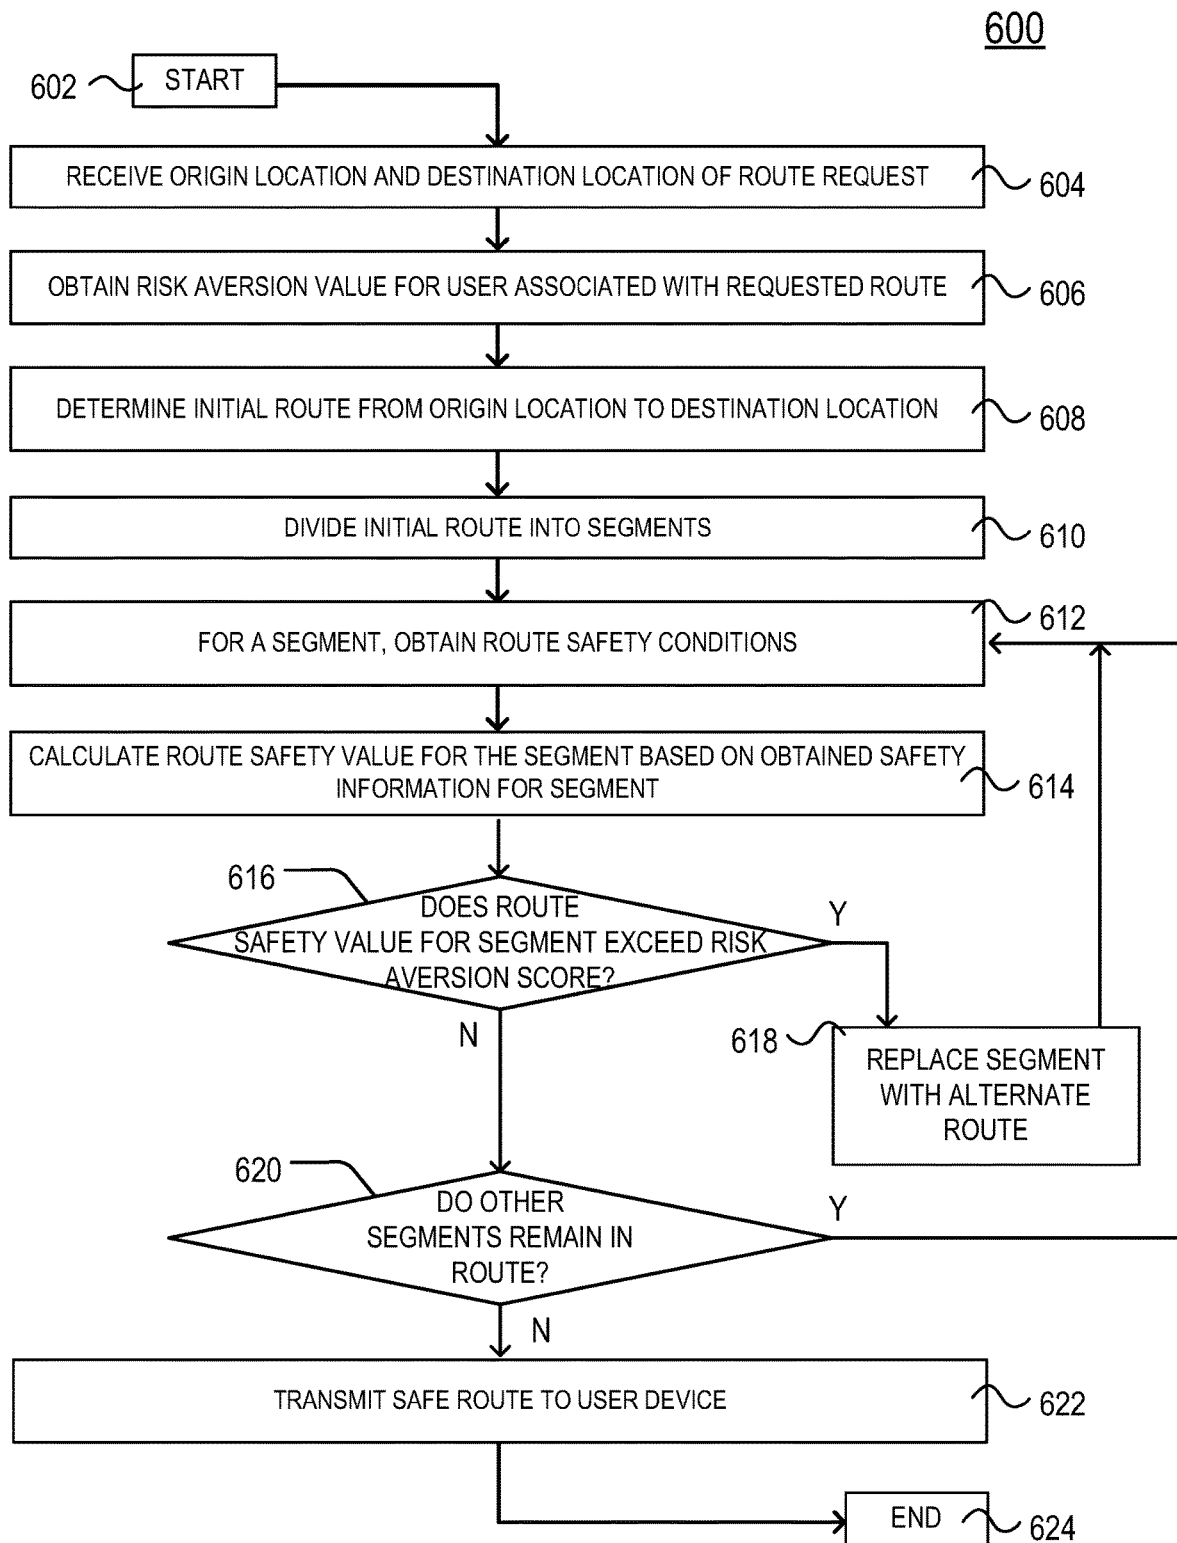 600
602
START
RECEIVE ORIGIN LOCATION AND DESTINATION LOCATION OF ROUTE REQUEST
604
OBTAIN RISK AVERSION VALUE FOR USER ASSOCIATED WITH REQUESTED ROUTE
606
DETERMINE INITIAL ROUTE FROM ORIGIN LOCATION TO DESTINATION LOCATION
608
DIVIDE INITIAL ROUTE INTO SEGMENTS
610
612
FOR A SEGMENT, OBTAIN ROUTE SAFETY CONDITIONS
CALCULATE ROUTE SAFETY VALUE FOR THE SEGMENT BASED ON OBTAINED SAFETY
INFORMATION FOR SEGMENT
614
616
DOES ROUTE
SAFETY VALUE FOR SEGMENT EXCEED RISK
AVERSION SCORE?
Y
N
618
REPLACE SEGMENT
WITH ALTERNATE
ROUTE
620
DO OTHER
SEGMENTS REMAIN IN
ROUTE?
Y
N
TRANSMIT SAFE ROUTE TO USER DEVICE
622
END
624